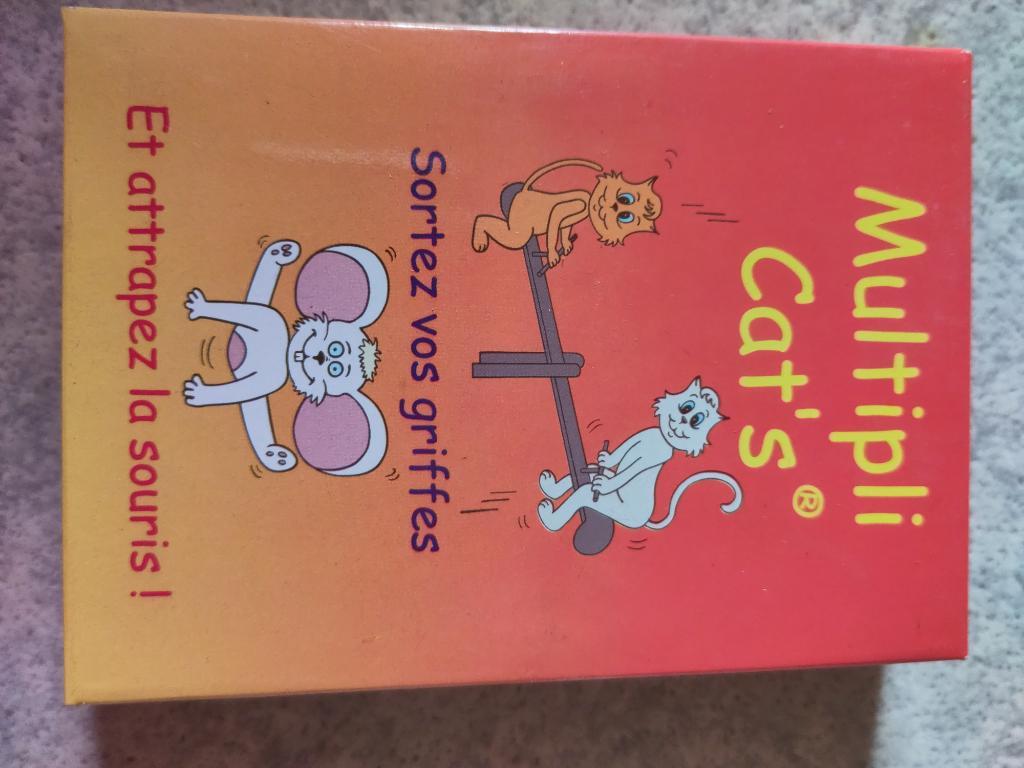 Multipli
Cat's®
Sortez vos griffes
Et attrapez la souris !